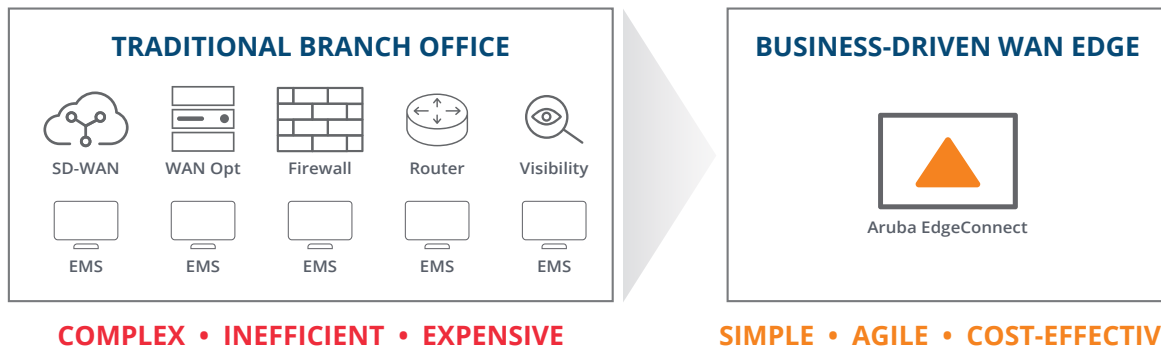 TRADITIONAL BRANCH OFFICE
SD-WAN
WAN Opt
Firewall
Router
Visibility
EMS
EMS
EMS
EMS
EMS
COMPLEX • INEFFICIENT • EXPENSIVE
BUSINESS-DRIVEN WAN EDGE
Aruba EdgeConnect
SIMPLE • AGILE • COST-EFFECTIV